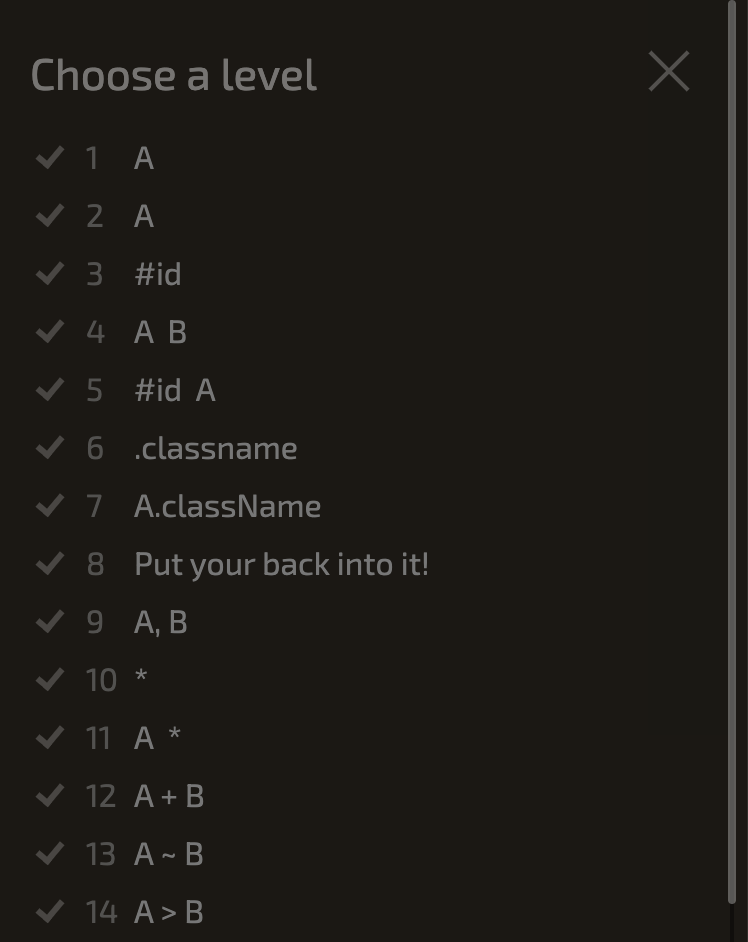 Choose a level
1 A
2 A
3 #id
4 A B
5 #id A
6 .classname
7 A.className
8 Put your back into it!
9 A, B
10 *
11 A *
12 A + B
13 A ~ B
14 A > B